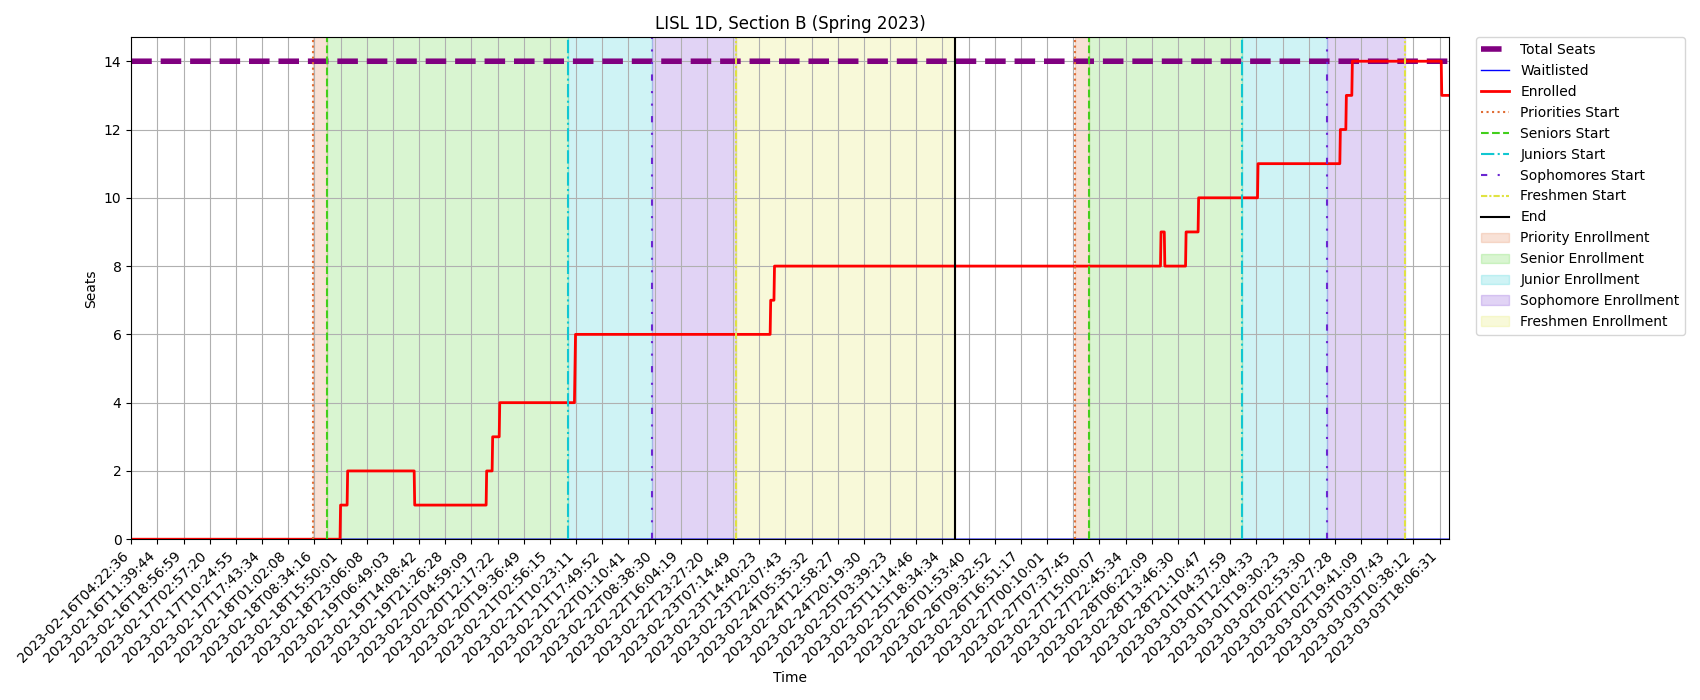 LISL 1D, Section B (Spring 2023)
Seats
14
12
10
8
6
4
2
0
2023-02-16T04:22:36
2023-02-16T11:39:44
2023-02-16T18:56:59
2023-02-17T02:57:20
2023-02-17T10:24:55
2023-02-17T17:43:34
2023-02-18T01:02:08
2023-02-18T08:34:16
2023-02-18T15:50:01
2023-02-18T23:06:08
2023-02-19T06:49:03
2023-02-19T14:08:42
2023-02-19T21:26:28
2023-02-20T04:59:09
2023-02-20T12:17:22
2023-02-20T19:36:49
2023-02-21T02:56:15
2023-02-21T10:23:11
2023-02-21T17:49:52
2023-02-22T01:10:41
2023-02-22T08:38:30
2023-02-22T16:04:19
2023-02-22T23:27:20
2023-02-23T07:14:49
2023-02-23T14:40:23
2023-02-23T22:07:43
2023-02-24T05:35:32
2023-02-24T12:58:27
2023-02-24T20:19:30
2023-02-25T03:39:23
2023-02-25T11:14:46
2023-02-25T18:34:34
2023-02-26T01:53:40
2023-02-26T09:32:52
2023-02-26T16:51:17
2023-02-27T00:10:01
2023-02-27T07:37:45
2023-02-27T15:00:07
2023-02-27T22:45:34
2023-02-28T06:22:09
2023-02-28T13:46:30
2023-02-28T21:10:47
2023-03-01T04:37:59
2023-03-01T12:04:33
2023-03-01T19:30:23
2023-03-02T02:53:30
2023-03-02T10:27:28
2023-03-02T19:41:09
2023-03-03T03:07:43
2023-03-03T10:38:12
2023-03-03T18:06:31
Time
Total Seats
Waitlisted
Enrolled
Priorities Start
Seniors Start
Juniors Start
Sophomores Start
Freshmen Start
End
Priority Enrollment
Senior Enrollment
Junior Enrollment
Sophomore Enrollment
Freshmen Enrollment